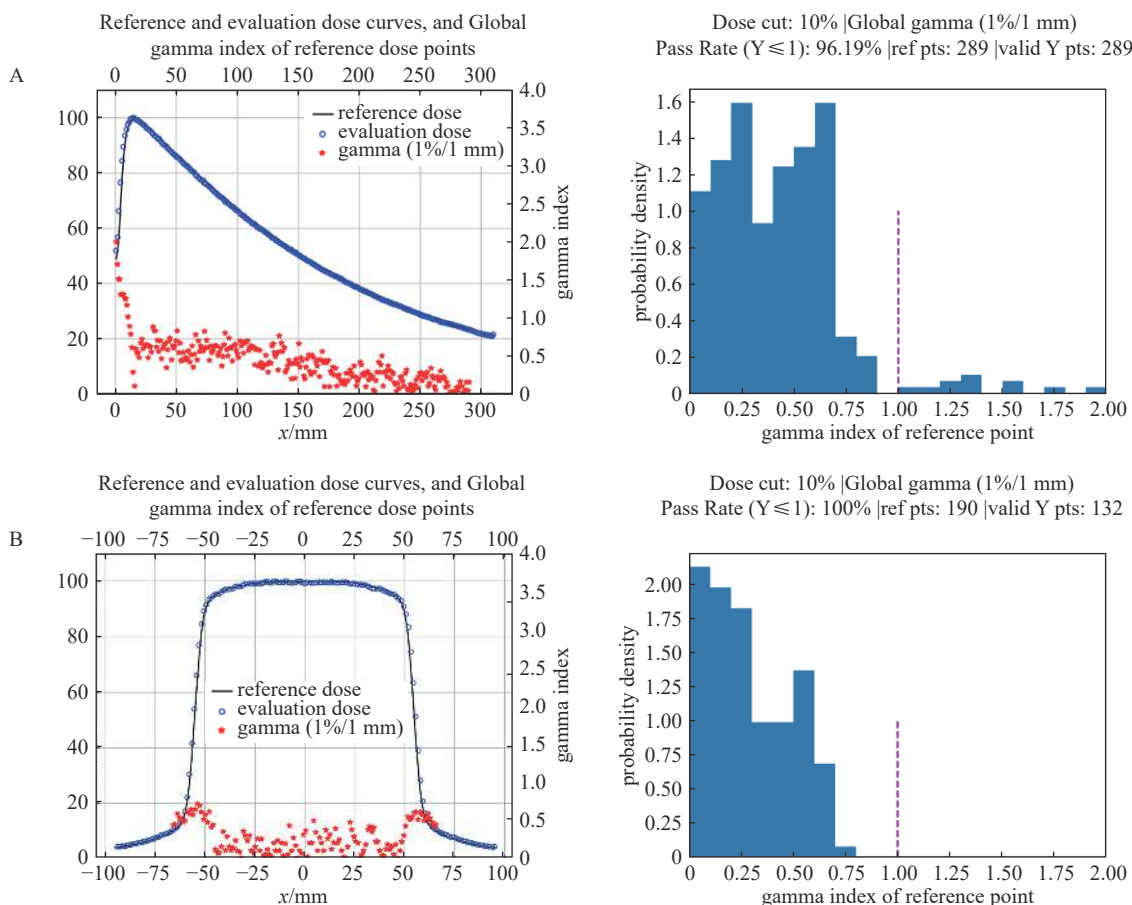 Reference and evaluation dose curves, and Global
gamma index of reference dose points
A
0 50 100 150 200 250 300
reference dose
evaluation dose
gamma (1%/1 mm)
100
80
60
40
20
0
4.0
3.5
3.0
2.5
2.0
1.5
1.0
0.5
0
gamma index
0 50 100 150 200 250 300
x/mm
Dose cut: 10% |Global gamma (1%/1 mm)
Pass Rate (Y⩽1): 96.19% |ref pts: 289 |valid Y pts: 289
probability density
1.6
1.4
1.2
1.0
0.8
0.6
0.4
0.2
0
0 0.25 0.50 0.75 1.00 1.25 1.50 1.75 2.00
gamma index of reference point
Reference and evaluation dose curves, and Global
gamma index of reference dose points
B
−100 −75 −50 −25 0 25 50 75 100
reference dose
evaluation dose
gamma (1%/1 mm)
100
80
60
40
20
0
4.0
3.5
3.0
2.5
2.0
1.5
1.0
0.5
0
gamma index
−100 −75 −50 −25 0 25 50 75 100
x/mm
Dose cut: 10% |Global gamma (1%/1 mm)
Pass Rate (Y⩽1): 100% |ref pts: 190 |valid Y pts: 132
probability density
2.00
1.75
1.50
1.25
1.00
0.75
0.50
0.25
0
0 0.25 0.50 0.75 1.00 1.25 1.50 1.75 2.00
gamma index of reference point